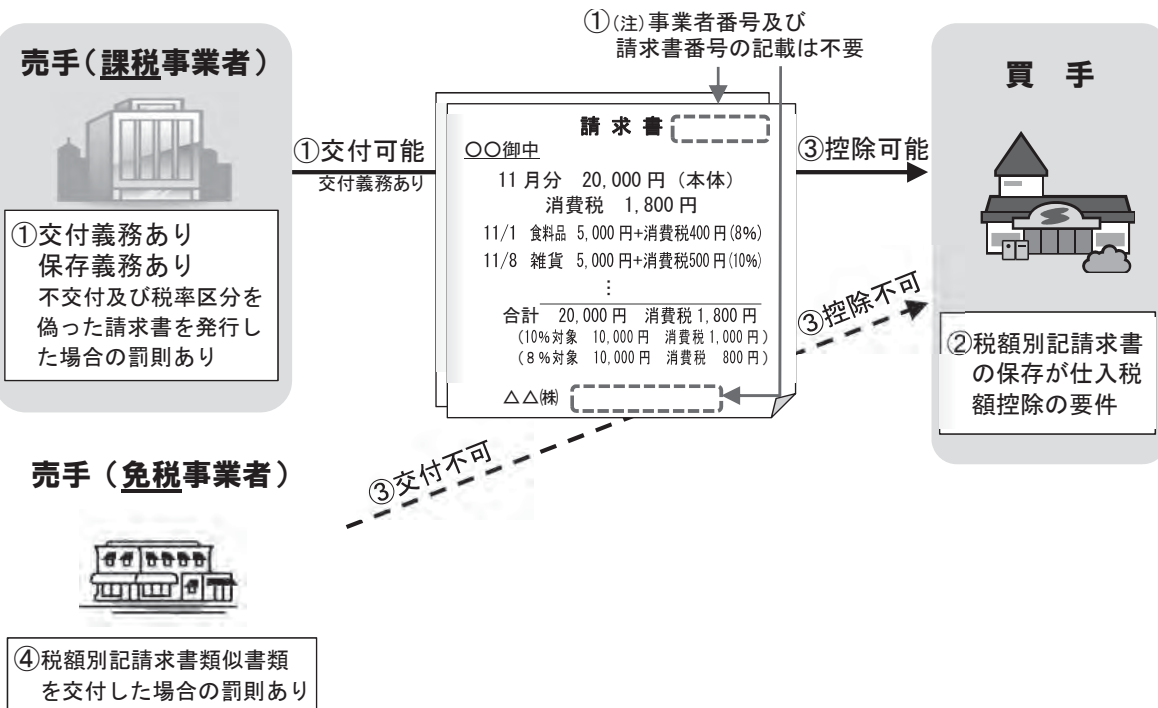 ①(注)事業者番号及び
請求書番号の記載は不要
売手(課税事業者)
①交付義務あり
保存義務あり
不交付及び税率区分を
偽った請求書を発行し
た場合の罰則あり
①交付可能
交付義務あり
請求書
〇〇御中
11月分 20,000円(本体)
消費税 1,800円
11/1 食料品 5,000円+消費税400円(8%)
11/8 雑貨 5,000円+消費税500円(10%)
⋮
合計 20,000円 消費税1,800円
(10%対象 10,000円 消費税1,000円)
(8%対象 10,000円 消費税 800円)
△△㈱
③控除可能
③控除不可
買手
②税額別記請求書
の保存が仕入税
額控除の要件
売手(免税事業者)
③交付不可
④税額別記請求書類似書類
を交付した場合の罰則あり